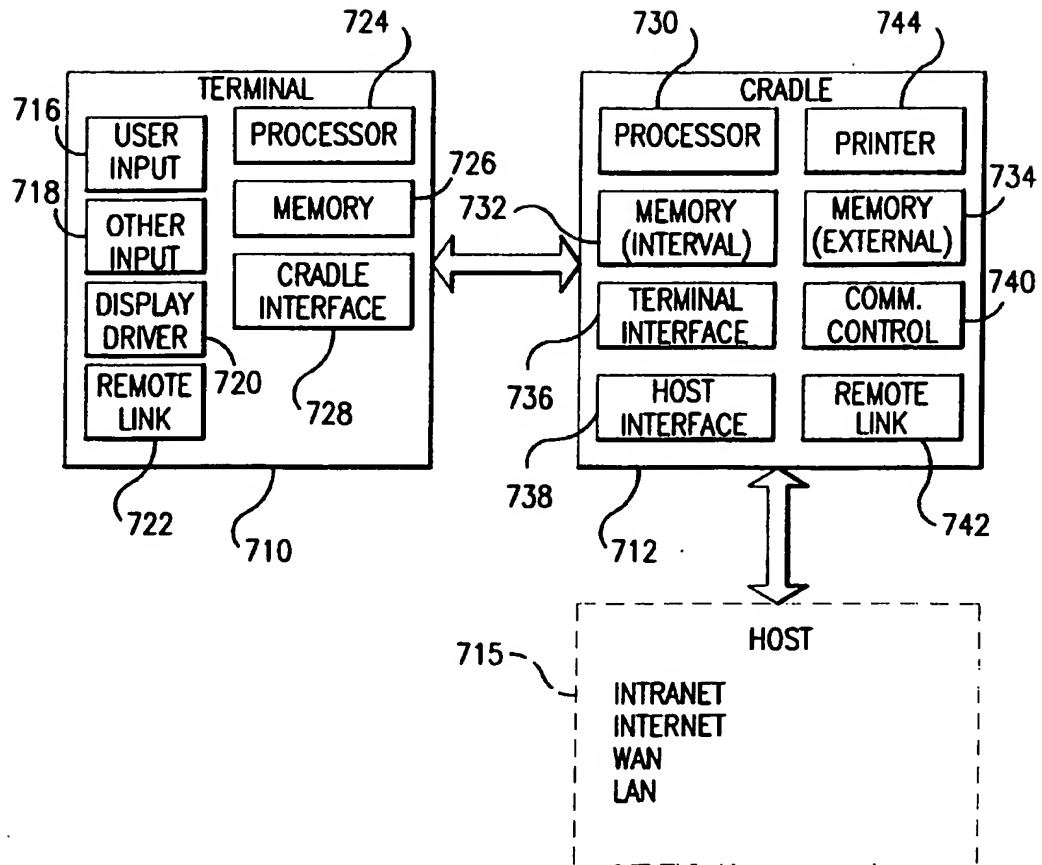 724
730
744
TERMINAL
716
USER
INPUT
PROCESSOR
718
OTHER
INPUT
726
MEMORY
DISPLAY
DRIVER
720
CRADLE
INTERFACE
728
REMOTE
LINK
722
710
CRADLE
PROCESSOR
PRINTER
732
MEMORY
(INTERVAL)
734
MEMORY
(EXTERNAL)
TERMINAL
INTERFACE
736
740
COMM.
CONTROL
HOST
INTERFACE
738
REMOTE
LINK
712
742
715
HOST
INTRANET
INTERNET
WAN
LAN